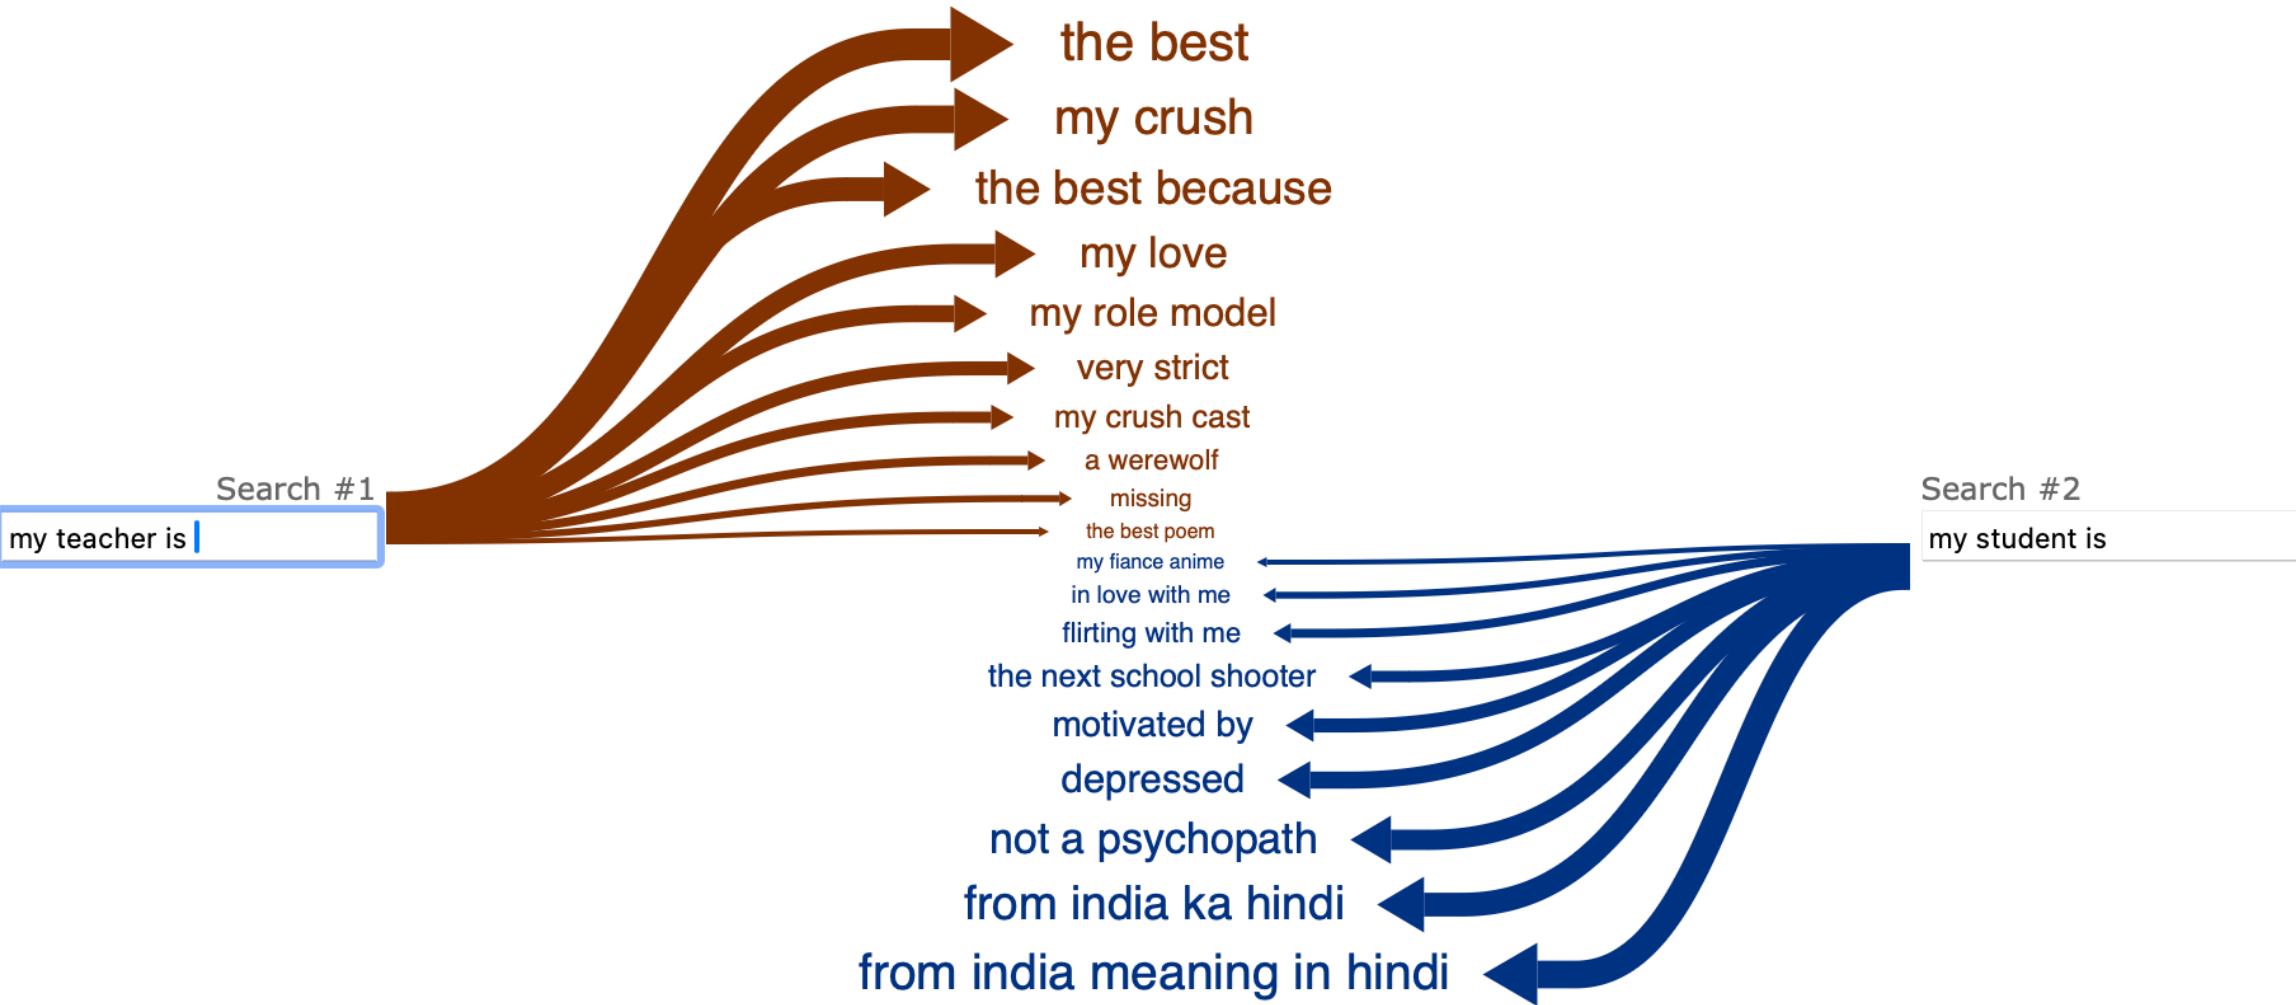 the best
my crush
the best because
my love
my role model
very strict
my crush cast
a werewolf
Search #1
my teacher is
missing
the best poem
Search #2
my student is
my fiance anime
in love with me
flirting with me
the next school shooter
motivated by
depressed
not a psychopath
from india ka hindi
from india meaning in hindi